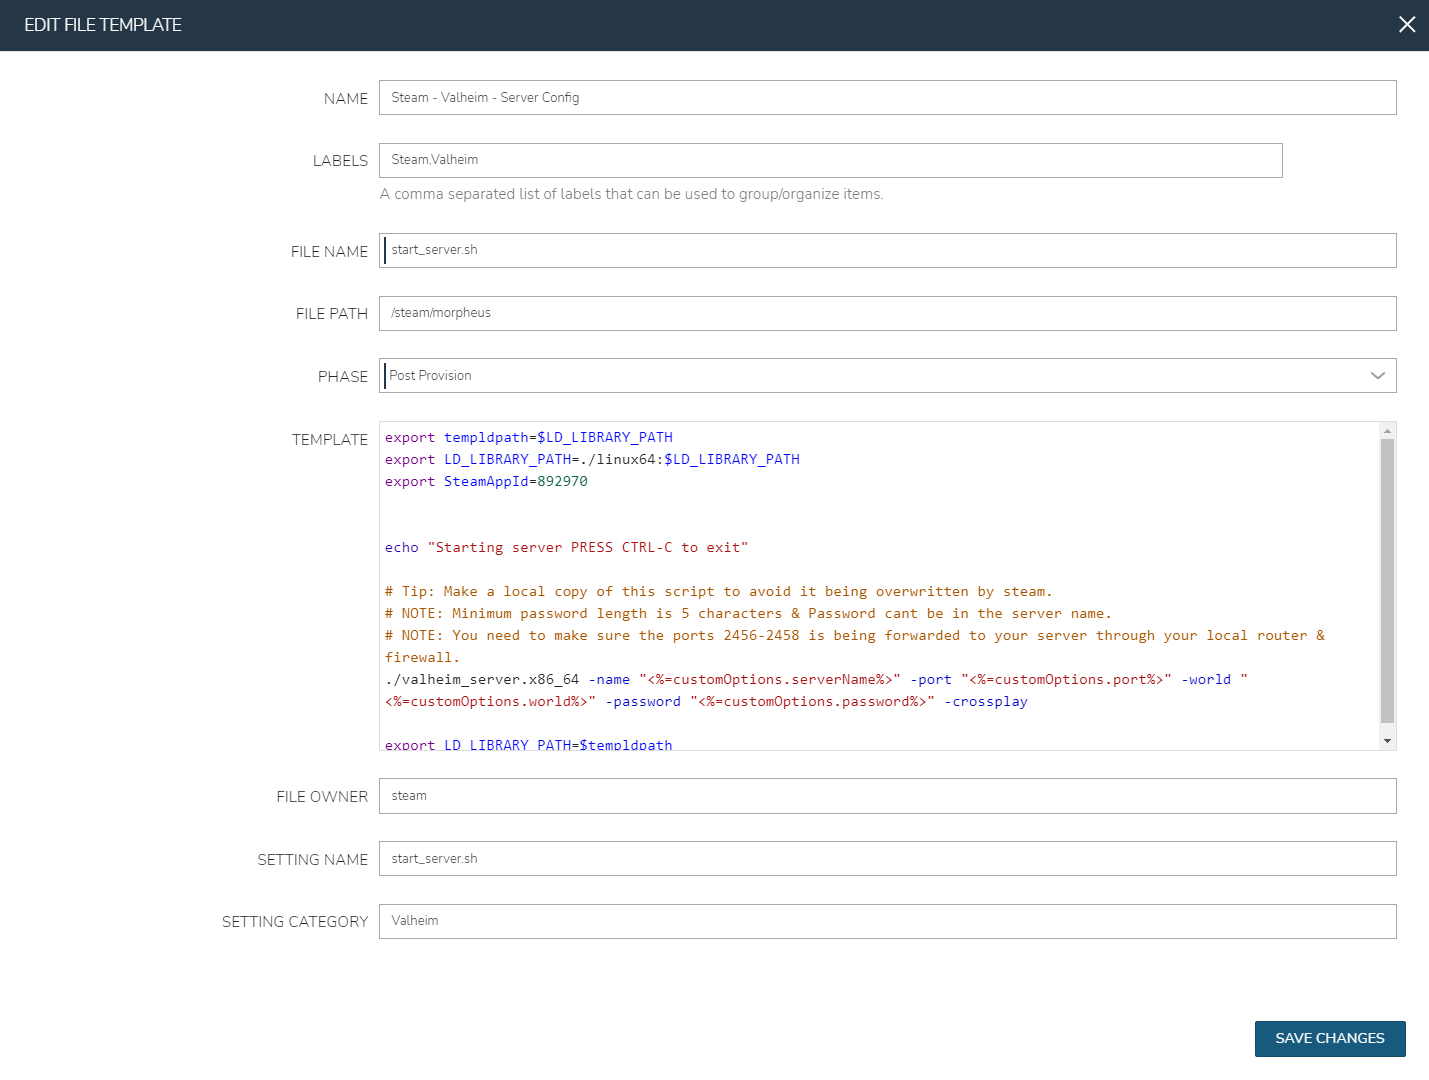 EDIT FILE TEMPLATE
NAME
Steam - Valheim - Server Config
LABELS
Steam,Valheim
A comma separated list of labels that can be used to group/organize items.
FILE NAME
start_server.sh
FILE PATH
/steam/morpheus
PHASE
Post Provision
TEMPLATE
export templdpath=$LD_LIBRARY_PATH
export LD_LIBRARY_PATH=./linux64:$LD_LIBRARY_PATH
export SteamAppId=892970
echo "Starting server PRESS CTRL-C to exit"
# Tip: Make a local copy of this script to avoid it being overwritten by steam.
# NOTE: Minimum password length is 5 characters & Password cant be in the server name.
# NOTE: You need to make sure the ports 2456-2458 is being forwarded to your server through your local router &
firewall.
./valheim_server.x86_64 -name "<%=customOptions.serverName%>" -port "<%=customOptions.port%>" -world "
<%=customOptions.world%>" -password "<%=customOptions.password%>" -crossplay
export LD_LIBRARY_PATH=$templdpath
FILE OWNER
steam
SETTING NAME
start_server.sh
SETTING CATEGORY
Valheim
SAVE CHANGES